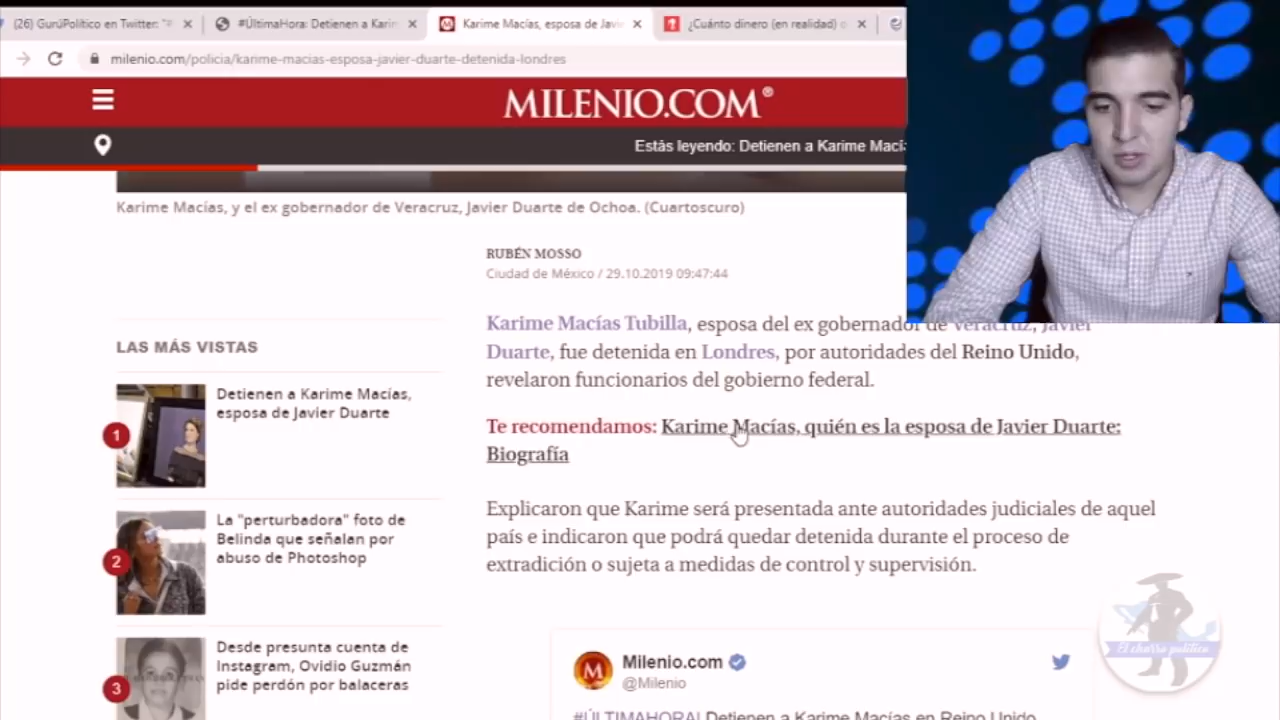 (26) GurúPolítico en Twitter: "
#ÚltimaHora: Detienen a Karim
Karime Macías, esposa de Javi
¿Cuánto dinero (en realidad)
milenio.com/policia/karime-macias-esposa-javier-duarte-detenida-londres
MILENIO.COM®
Estás leyendo: Detienen a Karime Macía
Karime Macías, y el ex gobernador de Veracruz, Javier Duarte de Ochoa. (Cuartoscuro)
RUBÉN MOSSO
Ciudad de México / 29.10.2019 09:47:44
Karime Macías Tubilla, esposa del ex gobernador de Veracruz, Javier
Duarte, fue detenida en Londres, por autoridades del Reino Unido,
revelaron funcionarios del gobierno federal.
Te recomendamos: Karime Macías, quién es la esposa de Javier Duarte:
Biografía
Explicaron que Karime será presentada ante autoridades judiciales de aquel
país e indicaron que podrá quedar detenida durante el proceso de
extradición o sujeta a medidas de control y supervisión.
LAS MÁS VISTAS
1
Detienen a Karime Macías,
esposa de Javier Duarte
2
La "perturbadora" foto de
Belinda que señalan por
abuso de Photoshop
3
Desde presunta cuenta de
Instagram, Ovidio Guzmán
pide perdón por balaceras
M
Milenio.com
@Milenio
#ÚLTIMAHORA| Detienen a Karime Macías en Reino Unido
El charro político